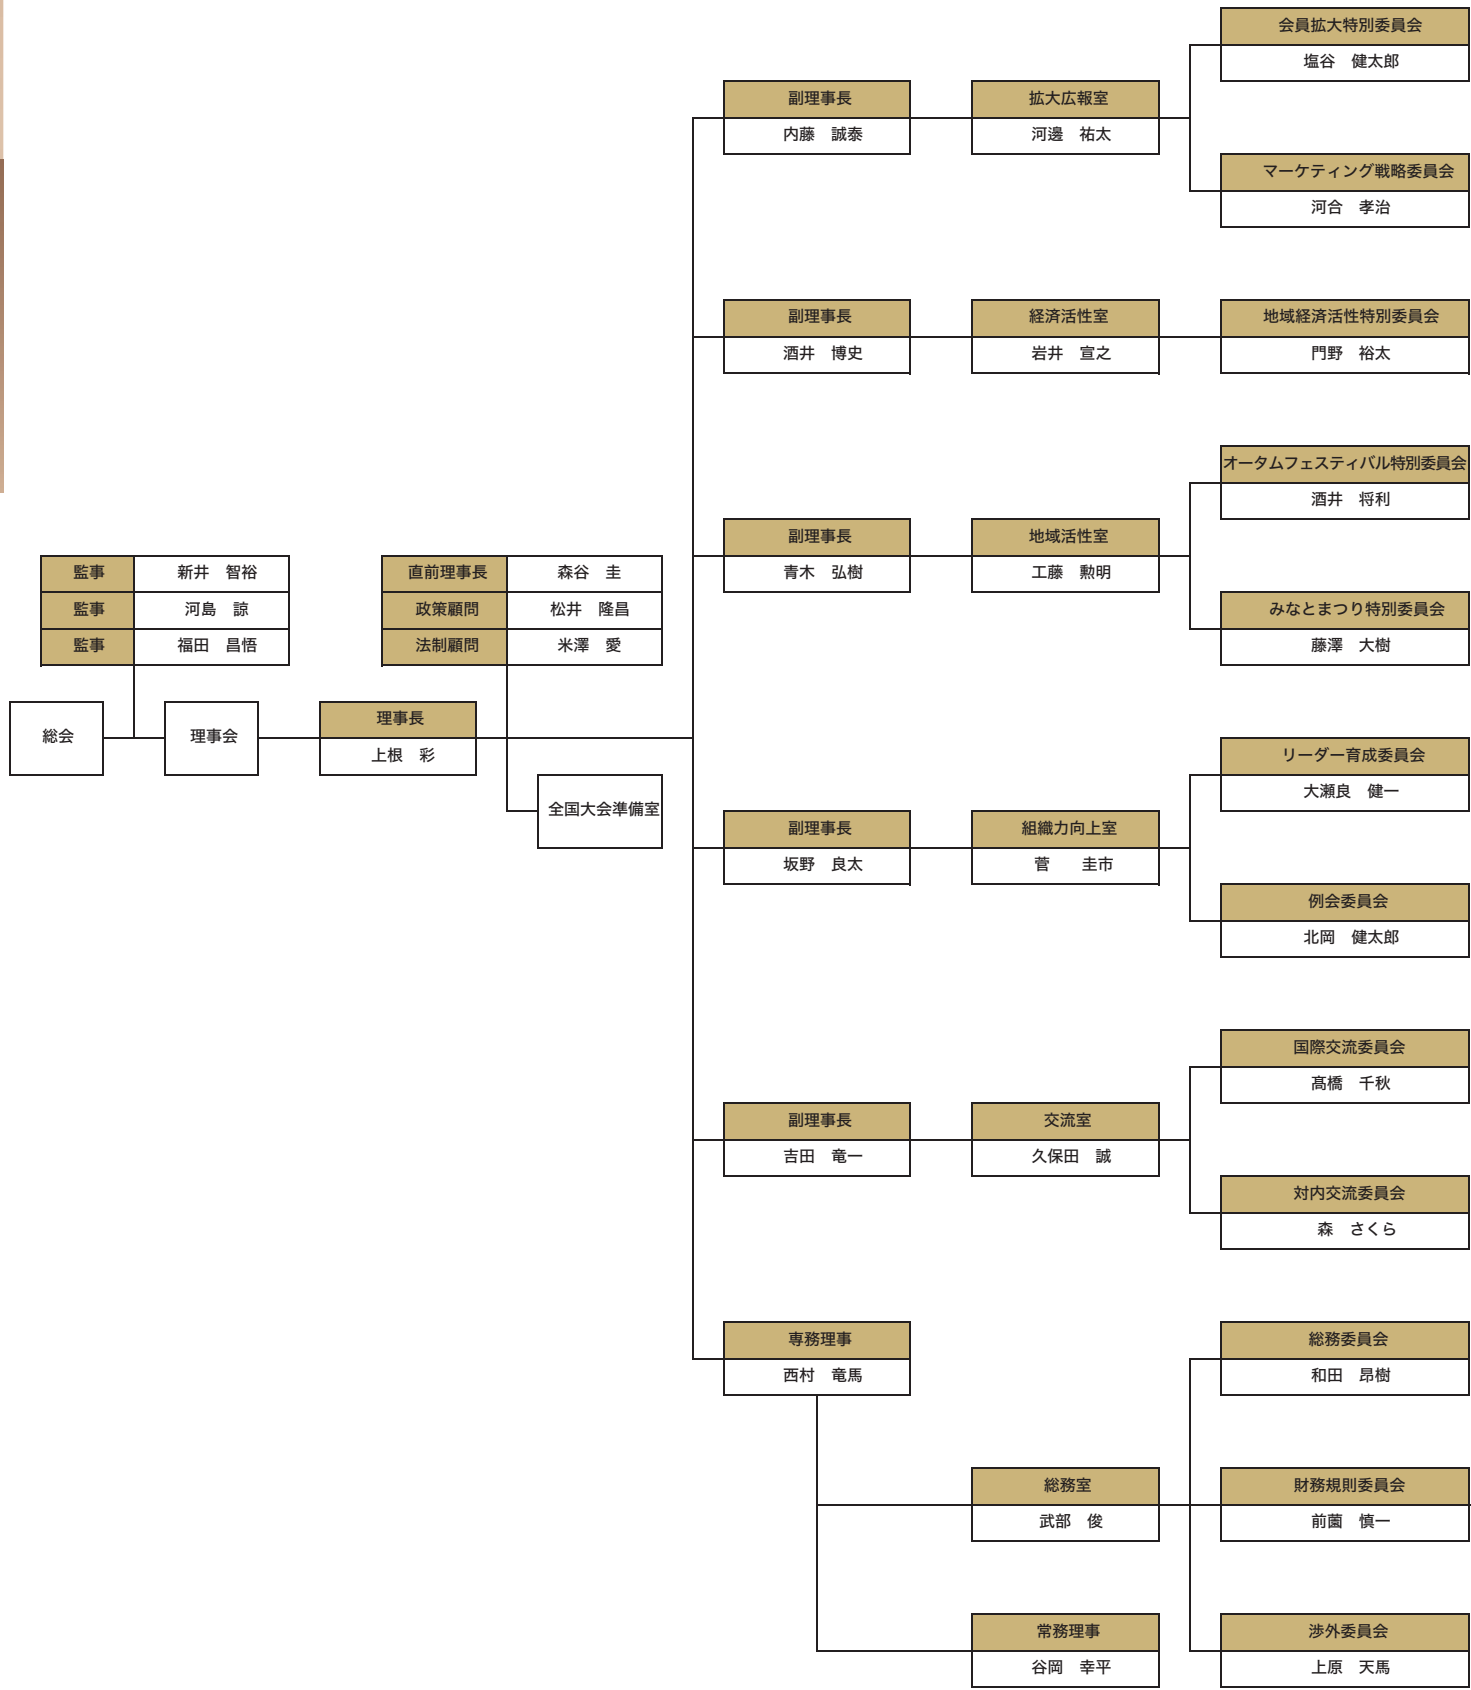 総会
監事 新井　智裕
監事 河島　諒
監事 福田　昌悟
理事会
理事長
上根　彩
直前理事長 森谷　圭
政策顧問 松井　隆昌
法制顧問 米澤　愛
全国大会準備室
副理事長
内藤　誠泰
拡大広報室
河邊　祐太
会員拡大特別委員会
塩谷　健太郎
マーケティング戦略委員会
河合　孝治
副理事長
酒井　博史
経済活性室
岩井　宣之
地域経済活性特別委員会
門野　裕太
副理事長
青木　弘樹
地域活性室
工藤　勲明
オータムフェスティバル特別委員会
酒井　将利
みなとまつり特別委員会
藤澤　大樹
副理事長
坂野　良太
組織力向上室
菅　　圭市
リーダー育成委員会
大瀬良　健一
例会委員会
北岡　健太郎
副理事長
吉田　竜一
交流室
久保田　誠
国際交流委員会
髙橋　千秋
対内交流委員会
森　さくら
専務理事
西村　竜馬
総務室
武部　俊
常務理事
谷岡　幸平
総務委員会
和田　昂樹
財務規則委員会
前薗　慎一
渉外委員会
上原　天馬